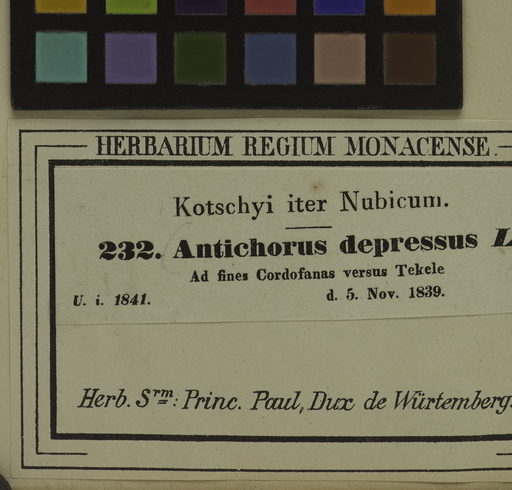 HERBARIUM REGIUM MONACENSE.
Kotschyi iter Nubicum.
232. Antichorus depressus L
Ad fines Cordofanas versus Tekele
U. i. 1841. d. 5. Nov. 1839.
Herb. Srm: Princ. Paul, Dux de Würtemberg.